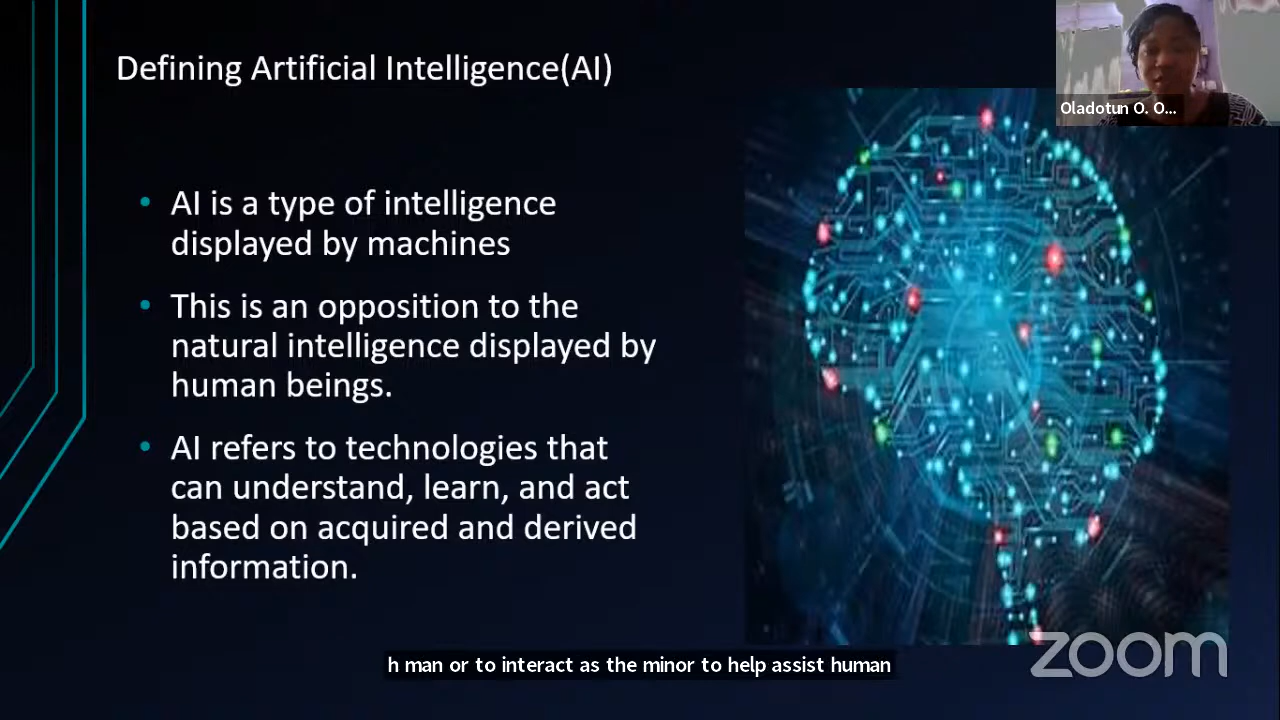 Defining Artificial Intelligence(AI)
Oladotun O. O...
• AI is a type of intelligence
displayed by machines
• This is an opposition to the
natural intelligence displayed by
human beings.
• AI refers to technologies that
can understand, learn, and act
based on acquired and derived
information.
h man or to interact as the minor to help assist human
zoom